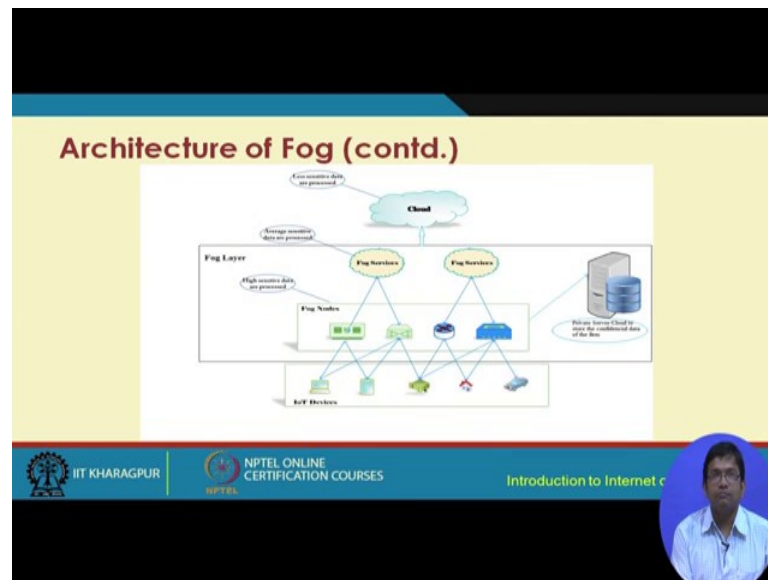 Architecture of Fog (contd.)
Less sensitive data
are processed
Cloud
Average sensitive
data are processed
Fog Layer
Fog Services
Fog Services
High sensitive data
are processed
Fog Nodes
Private Server Cloud to
store the confidential data
of the firm
IoT Devices
IIT KHARAGPUR
NPTEL
NPTEL ONLINE
CERTIFICATION COURSES
Introduction to Internet o